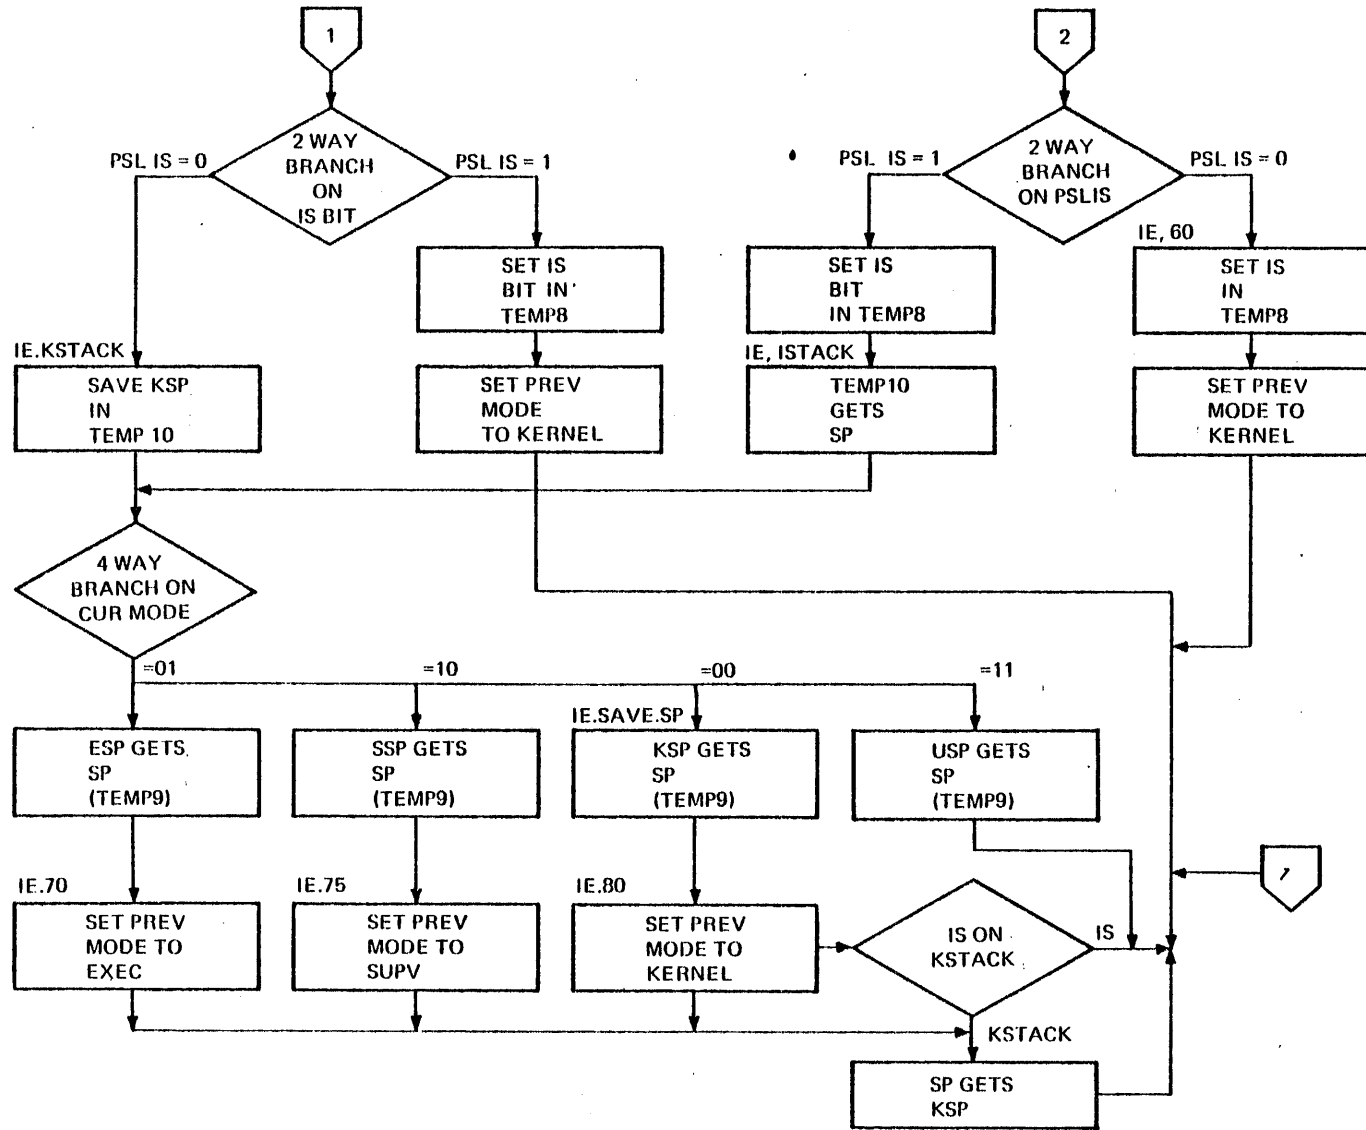 1
2
2 WAY
BRANCH
ON
IS BIT
PSL IS = 0
PSL IS = 1
2 WAY
BRANCH
ON PSLIS
PSL IS = 1
PSL IS = 0
SET IS
BIT IN
TEMP8
SET IS
BIT
IN TEMP8
IE, 60
SET IS
IN
TEMP8
IE.KSTACK
SAVE KSP
IN
TEMP 10
SET PREV
MODE
TO KERNEL
IE, ISTACK
TEMP10
GETS
SP
SET PREV
MODE TO
KERNEL
4 WAY
BRANCH ON
CUR MODE
=01
=10
=00
=11
ESP GETS
SP
(TEMP9)
SSP GETS
SP
(TEMP9)
IE.SAVE.SP
KSP GETS
SP
(TEMP9)
USP GETS
SP
(TEMP9)
IE.70
SET PREV
MODE TO
EXEC
IE.75
SET PREV
MODE TO
SUPV
IE.80
SET PREV
MODE TO
KERNEL
IS ON
KSTACK
IS
KSTACK
SP GETS
KSP